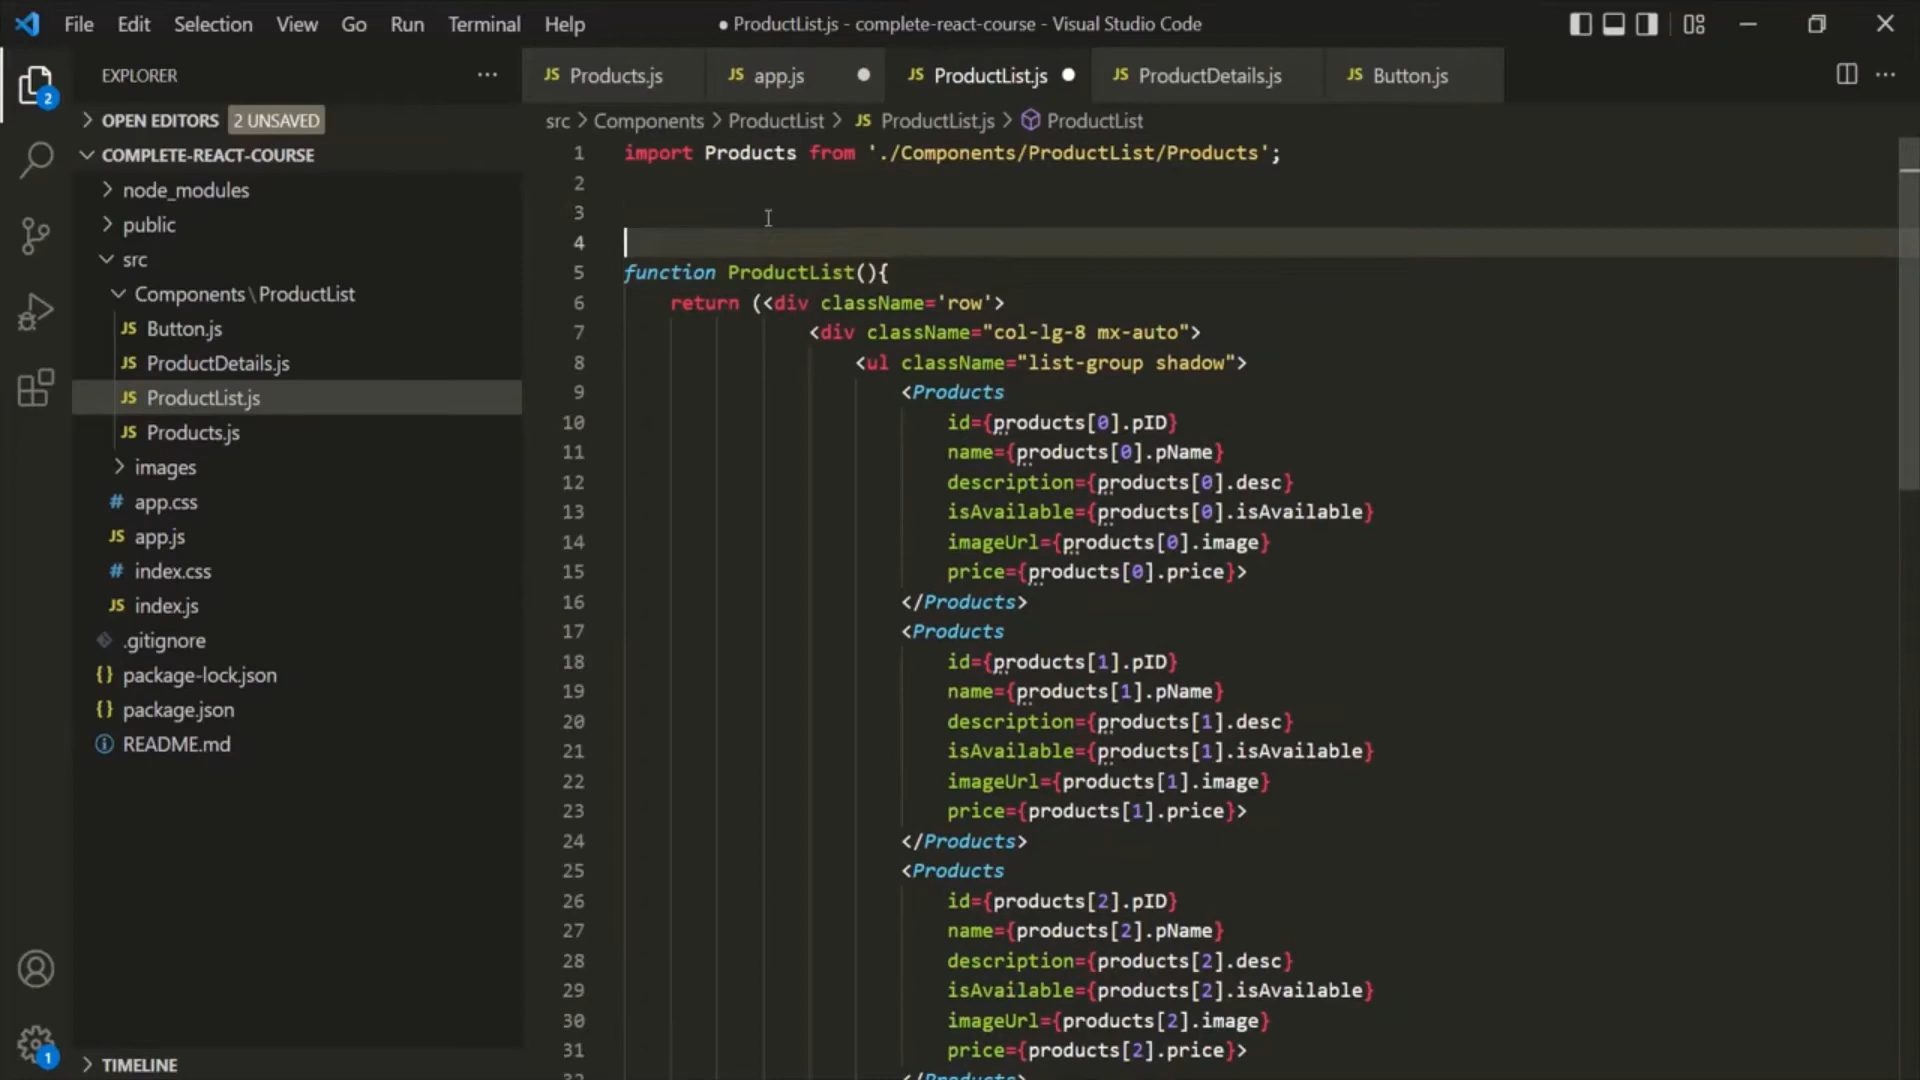 File Edit Selection View Go Run Terminal Help
● ProductList.js - complete-react-course - Visual Studio Code
EXPLORER
JS Products.js
JS app.js
JS ProductList.js
JS ProductDetails.js
JS Button.js
OPEN EDITORS 2 UNSAVED
COMPLETE-REACT-COURSE
node_modules
public
src
Components\ProductList
JS Button.js
JS ProductDetails.js
JS ProductList.js
JS Products.js
images
# app.css
JS app.js
# index.css
JS index.js
.gitignore
{} package-lock.json
{} package.json
README.md
TIMELINE
2
1
src > Components > ProductList > JS ProductList.js > ProductList
1 import Products from './Components/ProductList/Products';
2
3
4
5 function ProductList(){
6 return (<div className='row'>
7 <div className="col-lg-8 mx-auto">
8 <ul className="list-group shadow">
9 <Products
10 id={products[0].pID}
11 name={products[0].pName}
12 description={products[0].desc}
13 isAvailable={products[0].isAvailable}
14 imageUrl={products[0].image}
15 price={products[0].price}>
16 </Products>
17 <Products
18 id={products[1].pID}
19 name={products[1].pName}
20 description={products[1].desc}
21 isAvailable={products[1].isAvailable}
22 imageUrl={products[1].image}
23 price={products[1].price}>
24 </Products>
25 <Products
26 id={products[2].pID}
27 name={products[2].pName}
28 description={products[2].desc}
29 isAvailable={products[2].isAvailable}
30 imageUrl={products[2].image}
31 price={products[2].price}>
32 </Products>